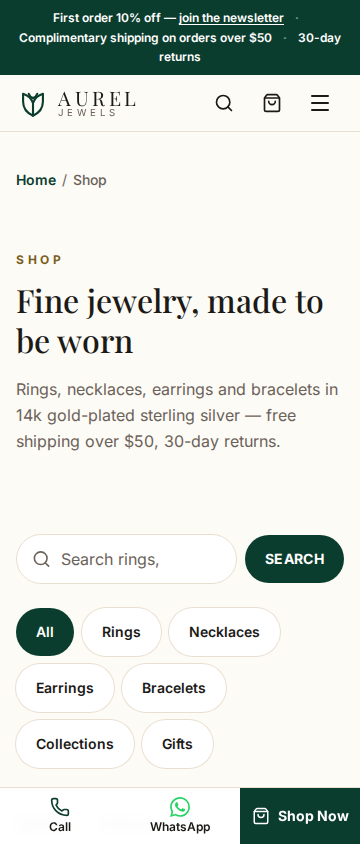 First order 10% off — join the newsletter ·
Complimentary shipping on orders over $50 · 30-day
returns
AUREL
JEWELS
Home / Shop
SHOP
Fine jewelry, made to
be worn
Rings, necklaces, earrings and bracelets in
14k gold-plated sterling silver — free
shipping over $50, 30-day returns.
Search rings,
SEARCH
All
Rings
Necklaces
Earrings
Bracelets
Collections
Gifts
Call
WhatsApp
Shop Now